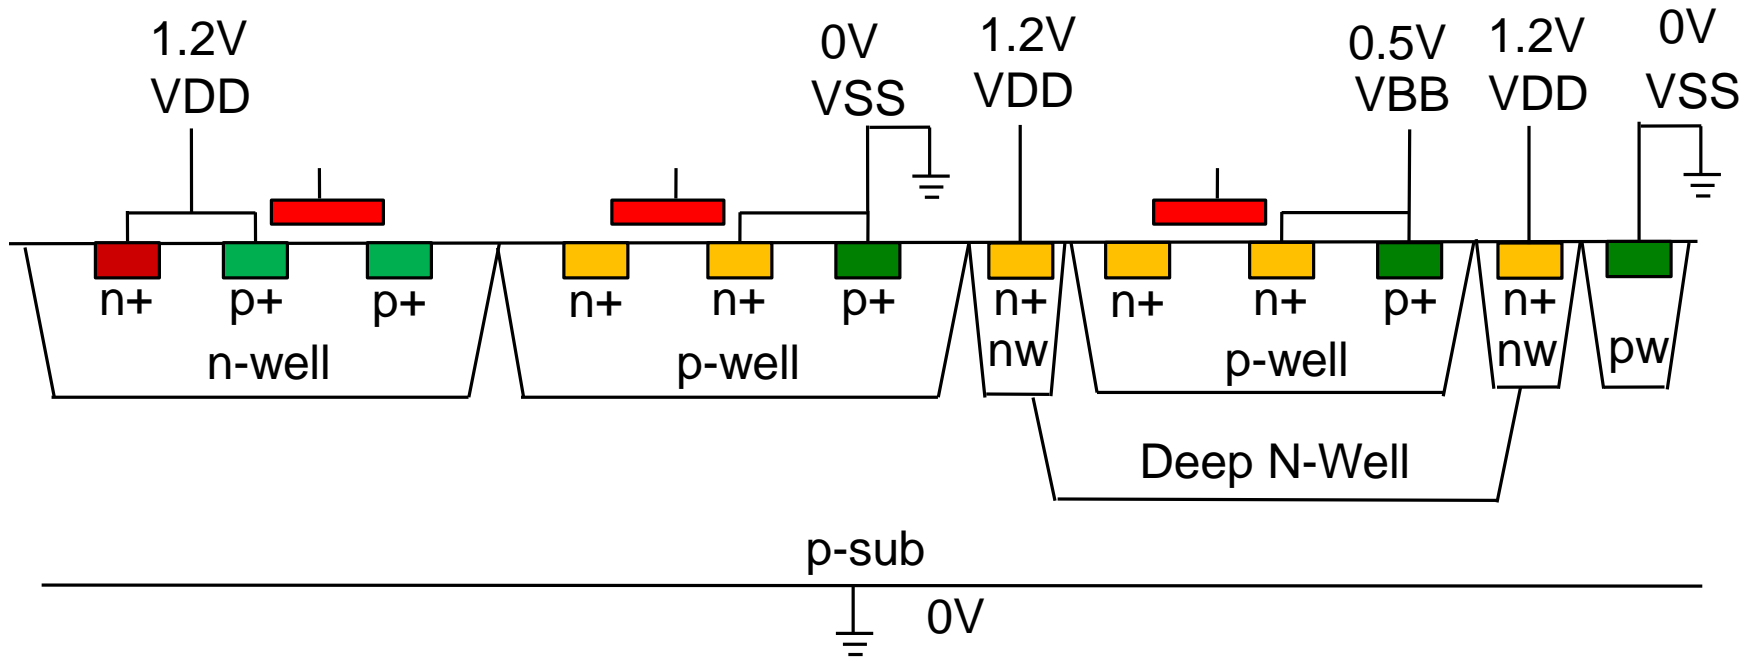 1.2V
VDD
0V
VSS
1.2V
VDD
0.5V
VBB
1.2V
VDD
0V
VSS
n+
p+
p+
n+
n+
p+
n+
n+
n+
p+
n+
n-well
p-well
nw
p-well
nw
pw
Deep N-Well
p-sub
0V